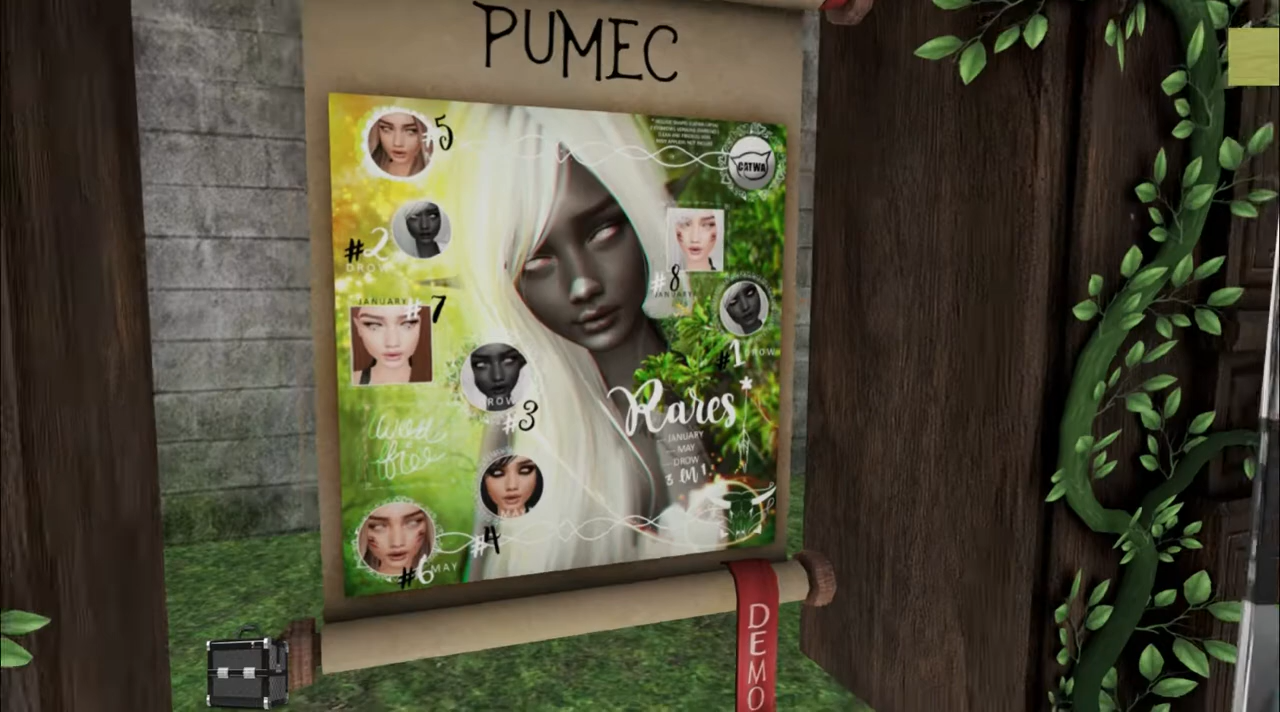 PUMEC
#5
CATWA
#2
DROW
#8
JANUARY
JANUARY #7
#1 DROW
DROW
#3
Rares
JANUARY
MAY
DROW
3 in 1
#4
#6 MAY
DEMO